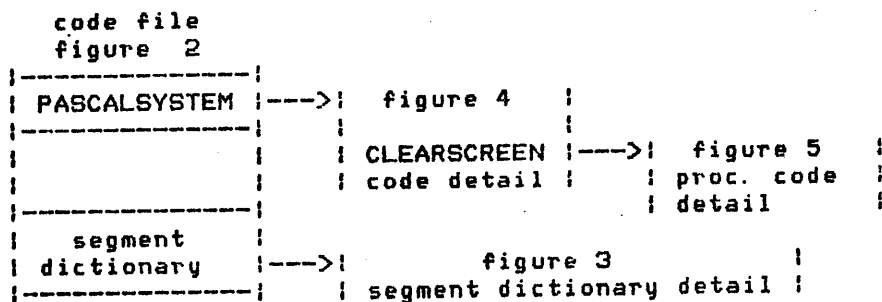 code file
figure 2
PASCALSYSTEM |--->| figure 4
CLEARSCREEN |--->| figure 5
code detail | proc. code
detail
segment
dictionary |--->| figure 3
segment dictionary detail